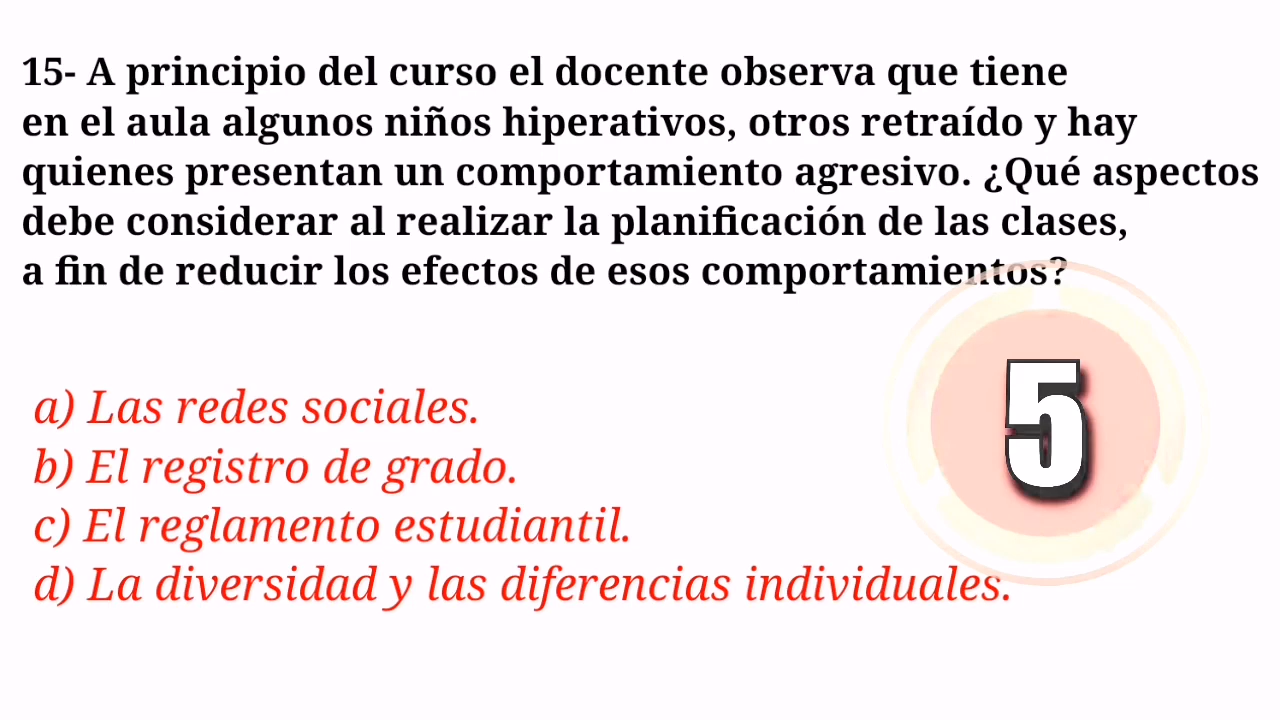 15- A principio del curso el docente observa que tiene
en el aula algunos niños hiperativos, otros retraído y hay
quienes presentan un comportamiento agresivo. ¿Qué aspectos
debe considerar al realizar la planificación de las clases,
a fin de reducir los efectos de esos comportamientos?
a) Las redes sociales.
b) El registro de grado.
c) El reglamento estudiantil.
d) La diversidad y las diferencias individuales.
5